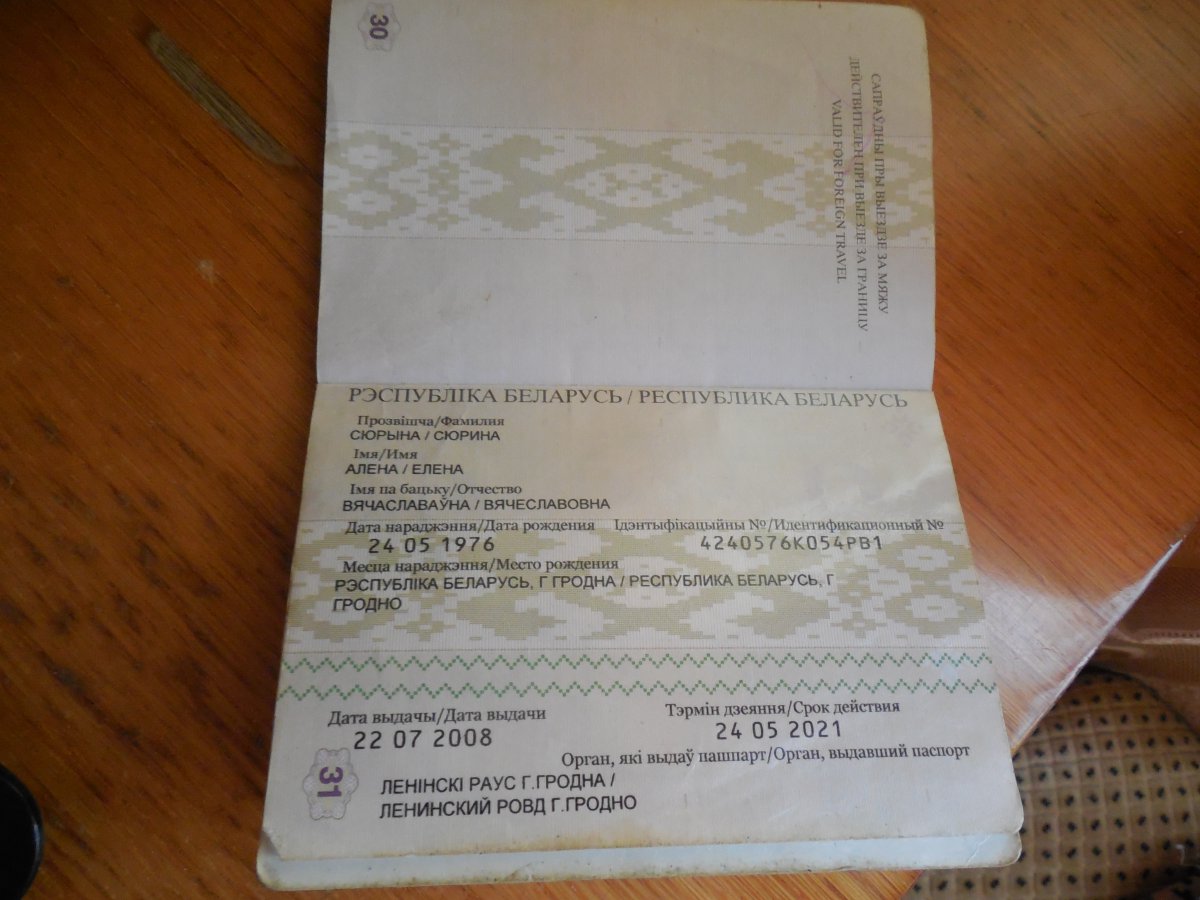 30
САПРАЎДНЫ ПРЫ ВЫЕЗДЗЕ ЗА МЯЖУ
ДЕЙСТВИТЕЛЕН ПРИ ВЫЕЗДЕ ЗА ГРАНИЦУ
VALID FOR FOREIGN TRAVEL
РЭСПУБЛІКА БЕЛАРУСЬ / РЕСПУБЛИКА БЕЛАРУСЬ
Прозвішча/Фамилия
СЮРЫНА / СЮРИНА
Імя/Имя
АЛЕНА / ЕЛЕНА
Імя па бацьку/Отчество
ВЯЧАСЛАВАЎНА / ВЯЧЕСЛАВОВНА
Дата нараджэння/Дата рождения Ідэнтыфікацыйны №/Идентификационный №
24 05 1976 4240576K054PB1
Месца нараджэння/Место рождения
РЭСПУБЛІКА БЕЛАРУСЬ, Г ГРОДНА / РЕСПУБЛИКА БЕЛАРУСЬ, Г
ГРОДНО
Дата выдачы/Дата выдачи Тэрмін дзеяння/Срок действия
22 07 2008 24 05 2021
Орган, які выдаў пашпарт/Орган, выдавший паспорт
31
ЛЕНІНСКІ РАУС Г.ГРОДНА /
ЛЕНИНСКИЙ РОВД Г.ГРОДНО